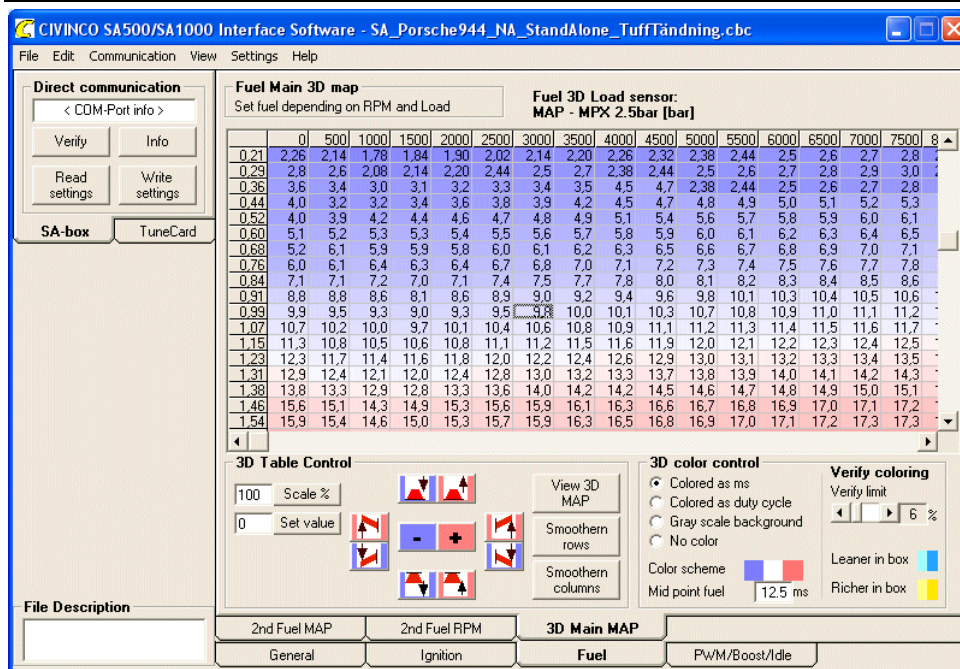 CIVINCO SA500/SA1000 Interface Software - SA_Porsche944_NA_StandAlone_TuffTändning.cbc
File Edit Communication View Settings Help
Direct communication
< COM-Port info >
Verify Info
Read settings Write settings
SA-box TuneCard
Fuel Main 3D map
Set fuel depending on RPM and Load
Fuel 3D Load sensor:
MAP - MPX 2.5bar [bar]
0 500 1000 1500 2000 2500 3000 3500 4000 4500 5000 5500 6000 6500 7000 7500 8
0,21 2,26 2,14 1,78 1,84 1,90 2,02 2,14 2,20 2,26 2,32 2,38 2,44 2,5 2,6 2,7 2,8
0,29 2,8 2,6 2,08 2,14 2,20 2,44 2,5 2,7 2,38 2,44 2,5 2,6 2,7 2,8 2,9 3,0
0,36 3,6 3,4 3,0 3,1 3,2 3,3 3,4 3,5 4,5 4,7 2,38 2,44 2,5 2,6 2,7 2,8
0,44 4,0 3,2 3,2 3,4 3,6 3,8 3,9 4,2 4,5 4,7 4,8 4,9 5,0 5,1 5,2 5,3
0,52 4,0 3,9 4,2 4,4 4,6 4,7 4,8 4,9 5,1 5,4 5,6 5,7 5,8 5,9 6,0 6,1
0,60 5,1 5,2 5,3 5,3 5,4 5,5 5,6 5,7 5,8 5,9 6,0 6,1 6,2 6,3 6,4 6,5
0,68 5,2 6,1 5,9 5,9 5,8 6,0 6,1 6,2 6,3 6,5 6,6 6,7 6,8 6,9 7,0 7,1
0,76 6,0 6,1 6,4 6,3 6,4 6,7 6,8 7,0 7,1 7,2 7,3 7,4 7,5 7,6 7,7 7,8
0,84 7,1 7,1 7,2 7,0 7,1 7,4 7,5 7,7 7,8 8,0 8,1 8,2 8,3 8,4 8,5 8,6
0,91 8,8 8,8 8,6 8,1 8,6 8,9 9,0 9,2 9,4 9,6 9,8 10,1 10,3 10,4 10,5 10,6
0,99 9,9 9,5 9,3 9,0 9,3 9,5 9,8 10,0 10,1 10,3 10,7 10,8 10,9 11,0 11,1 11,2
1,07 10,7 10,2 10,0 9,7 10,1 10,4 10,6 10,8 10,9 11,1 11,2 11,3 11,4 11,5 11,6 11,7
1,15 11,3 10,8 10,5 10,6 10,8 11,1 11,2 11,5 11,6 11,9 12,0 12,1 12,2 12,3 12,4 12,5
1,23 12,3 11,7 11,4 11,6 11,8 12,0 12,2 12,4 12,6 12,9 13,0 13,1 13,2 13,3 13,4 13,5
1,31 12,9 12,4 12,1 12,0 12,4 12,8 13,0 13,2 13,3 13,7 13,8 13,9 14,0 14,1 14,2 14,3
1,38 13,8 13,3 12,9 12,8 13,3 13,6 14,0 14,2 14,2 14,5 14,6 14,7 14,8 14,9 15,0 15,1
1,46 15,6 15,1 14,3 14,9 15,3 15,6 15,9 16,1 16,3 16,6 16,7 16,8 16,9 17,0 17,1 17,2
1,54 15,9 15,4 14,6 15,0 15,3 15,7 15,9 16,3 16,5 16,8 16,9 17,0 17,1 17,2 17,3 17,3
3D Table Control
100 Scale %
0 Set value
- +
View 3D MAP
Smoothern rows
Smoothern columns
3D color control
Colored as ms
Colored as duty cycle
Gray scale background
No color
Color scheme
Mid point fuel 12.5 ms
Verify coloring
Verify limit
6 %
Leaner in box
Richer in box
File Description
2nd Fuel MAP 2nd Fuel RPM 3D Main MAP
General Ignition Fuel PWM/Boost/Idle